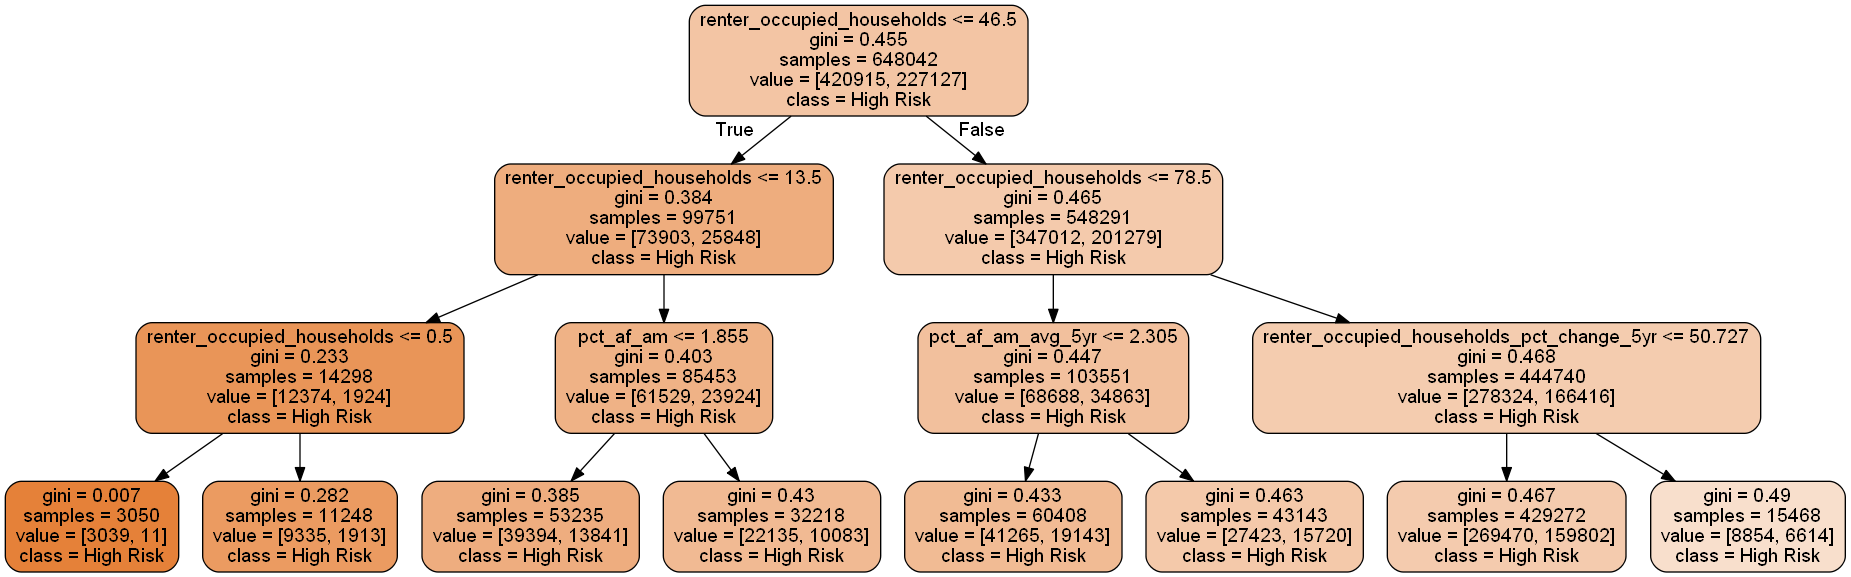 renter_occupied_households <= 46.5
gini = 0.455
samples = 648042
value = [420915, 227127]
class = High Risk
True
False
renter_occupied_households <= 13.5
gini = 0.384
samples = 99751
value = [73903, 25848]
class = High Risk
renter_occupied_households <= 78.5
gini = 0.465
samples = 548291
value = [347012, 201279]
class = High Risk
renter_occupied_households <= 0.5
gini = 0.233
samples = 14298
value = [12374, 1924]
class = High Risk
pct_af_am <= 1.855
gini = 0.403
samples = 85453
value = [61529, 23924]
class = High Risk
pct_af_am_avg_5yr <= 2.305
gini = 0.447
samples = 103551
value = [68688, 34863]
class = High Risk
renter_occupied_households_pct_change_5yr <= 50.727
gini = 0.468
samples = 444740
value = [278324, 166416]
class = High Risk
gini = 0.007
samples = 3050
value = [3039, 11]
class = High Risk
gini = 0.282
samples = 11248
value = [9335, 1913]
class = High Risk
gini = 0.385
samples = 53235
value = [39394, 13841]
class = High Risk
gini = 0.43
samples = 32218
value = [22135, 10083]
class = High Risk
gini = 0.433
samples = 60408
value = [41265, 19143]
class = High Risk
gini = 0.463
samples = 43143
value = [27423, 15720]
class = High Risk
gini = 0.467
samples = 429272
value = [269470, 159802]
class = High Risk
gini = 0.49
samples = 15468
value = [8854, 6614]
class = High Risk